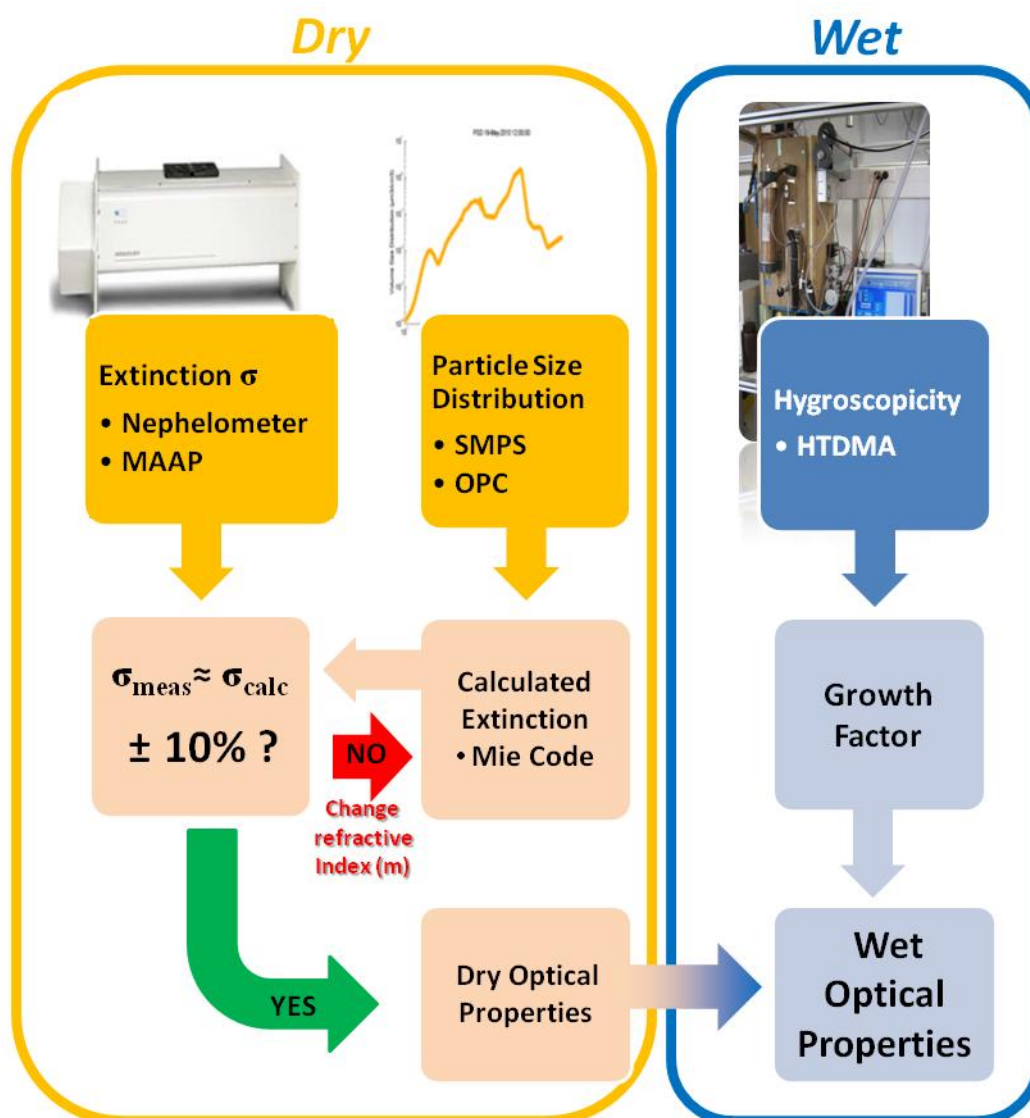 Dry
Wet
Extinction σ
• Nephelometer
• MAAP
Particle Size
Distribution
• SMPS
• OPC
Hygroscopicity
• HTDMA
σmeas≈ σcalc
± 10% ?
NO
Change
refractive
Index (m)
Calculated
Extinction
• Mie Code
Growth
Factor
YES
Dry Optical
Properties
Wet
Optical
Properties